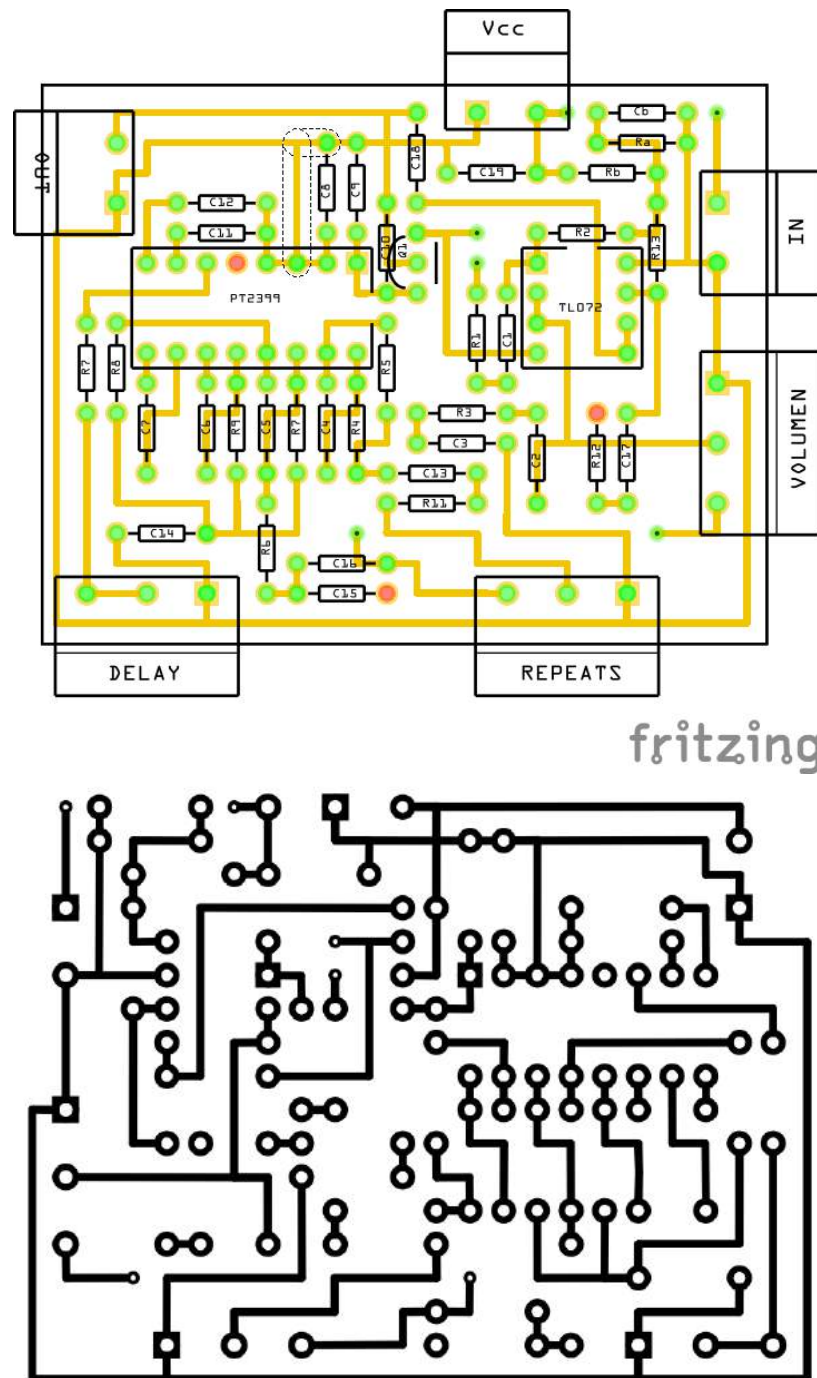 Vcc
OUT
Cb
Ra
C18
C19
Rb
C8
C9
C12
C11
C10
Q1
R2
R13
IN
PT2399
TL072
R7
R8
R5
R1
C1
C7
C6
R9
C5
R7
C4
R4
R3
C3
C2
R12
C17
VOLUMEN
C13
R11
C14
R6
C16
C15
DELAY
REPEATS
fritzing